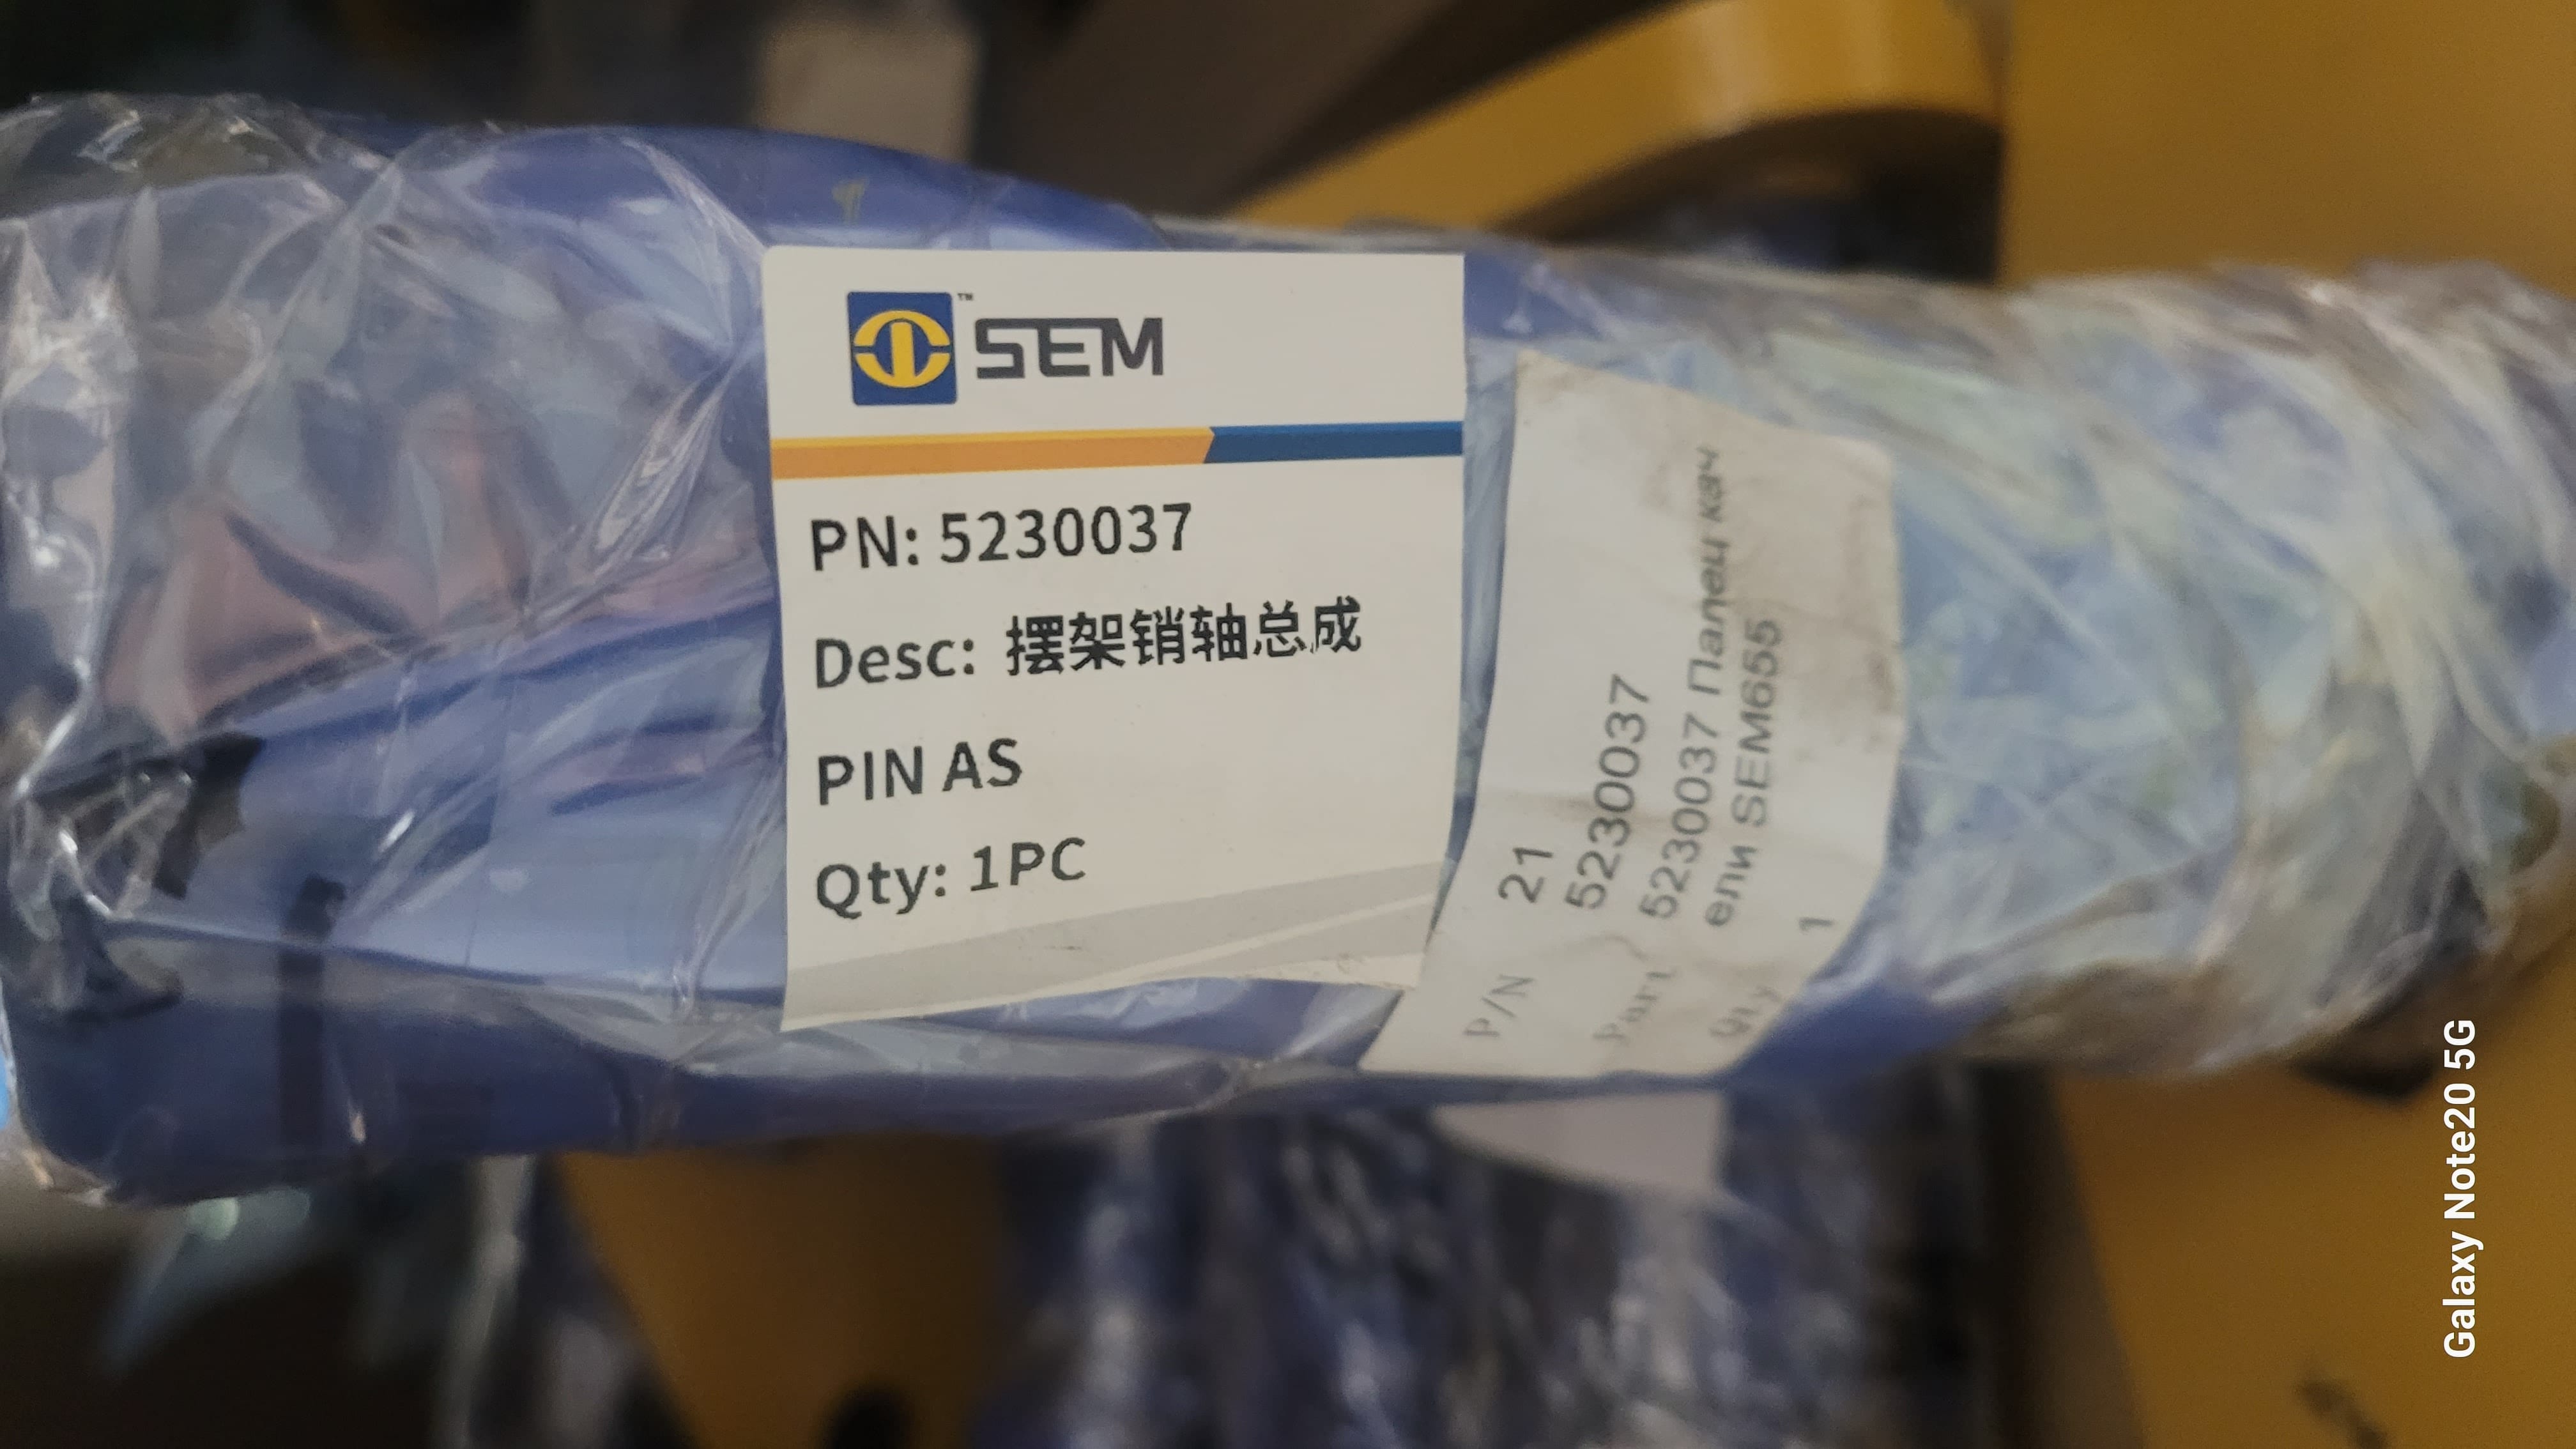 SEM
PN: 5230037
Desc: 摆架销轴总成
PIN AS
Qty: 1PC
P/N 21
5230037
Part 5230037 Палец кач
ели SEM655
Qty 1
Galaxy Note20 5G